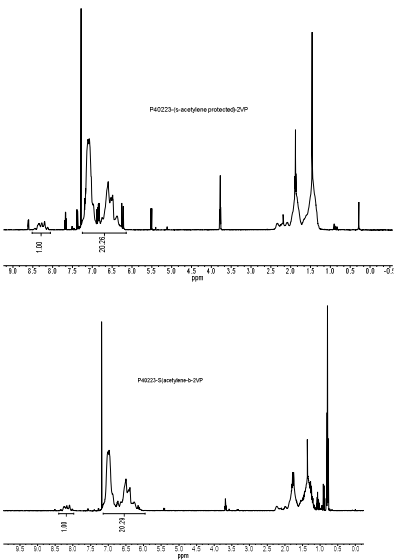 P40223-(s-acetylene protected)-2VP
1.00
20.26
9.0 8.5 8.0 7.5 7.0 6.5 6.0 5.5 5.0 4.5 4.0 3.5 3.0 2.5 2.0 1.5 1.0 0.5 0.0 -0.5
ppm
P40223-S(acetylene-b-2VP
1.00
20.29
9.5 9.0 8.5 8.0 7.5 7.0 6.5 6.0 5.5 5.0 4.5 4.0 3.5 3.0 2.5 2.0 1.5 1.0 0.5 0.0
ppm